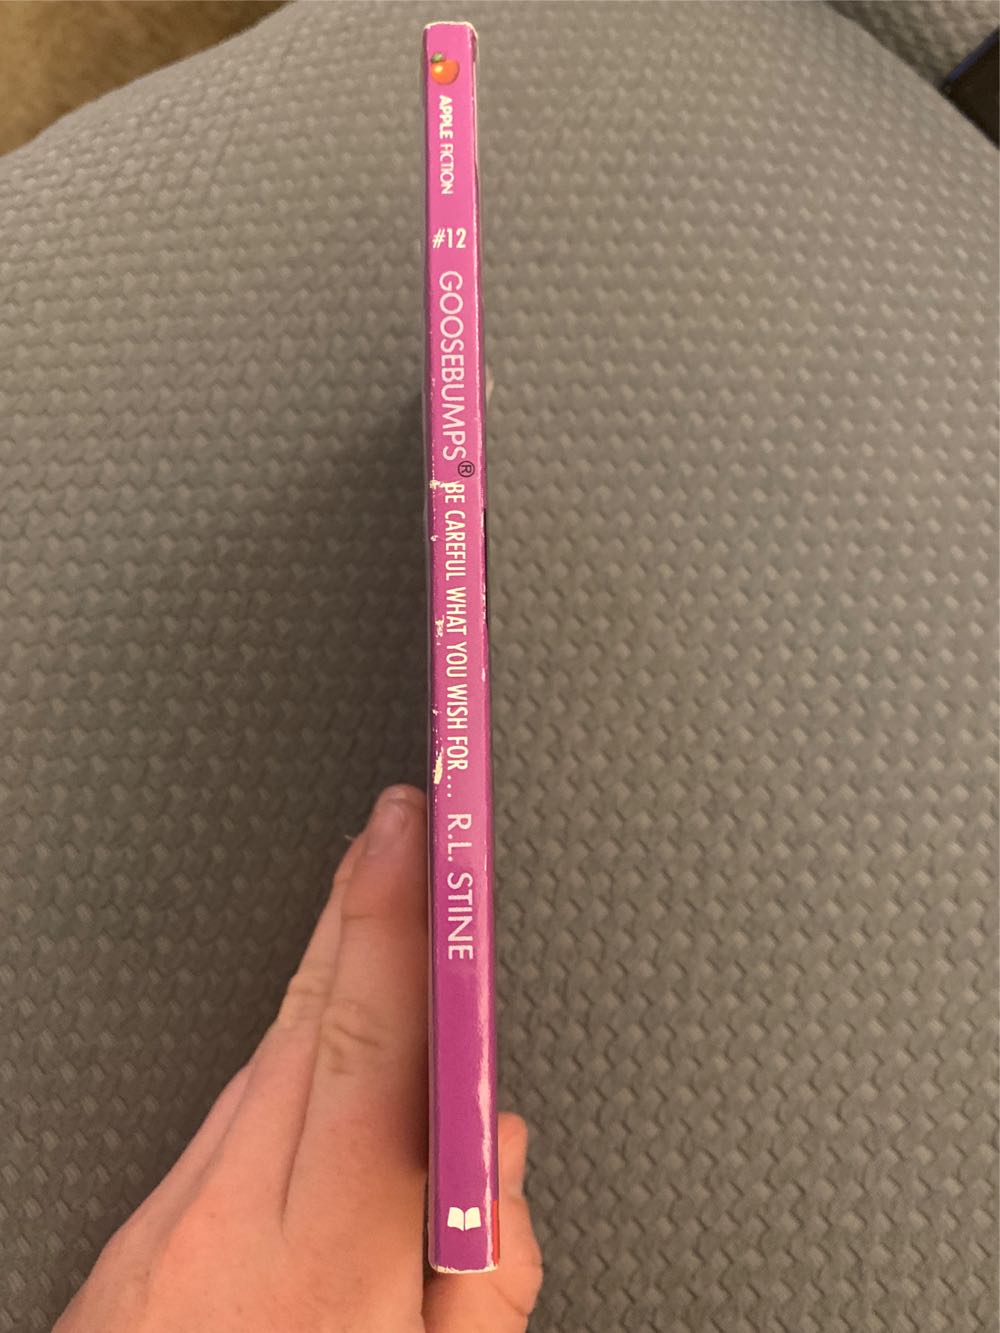 APPLE FICTION
#12
GOOSEBUMPS®
BE CAREFUL WHAT YOU WISH FOR...
R.L. STINE